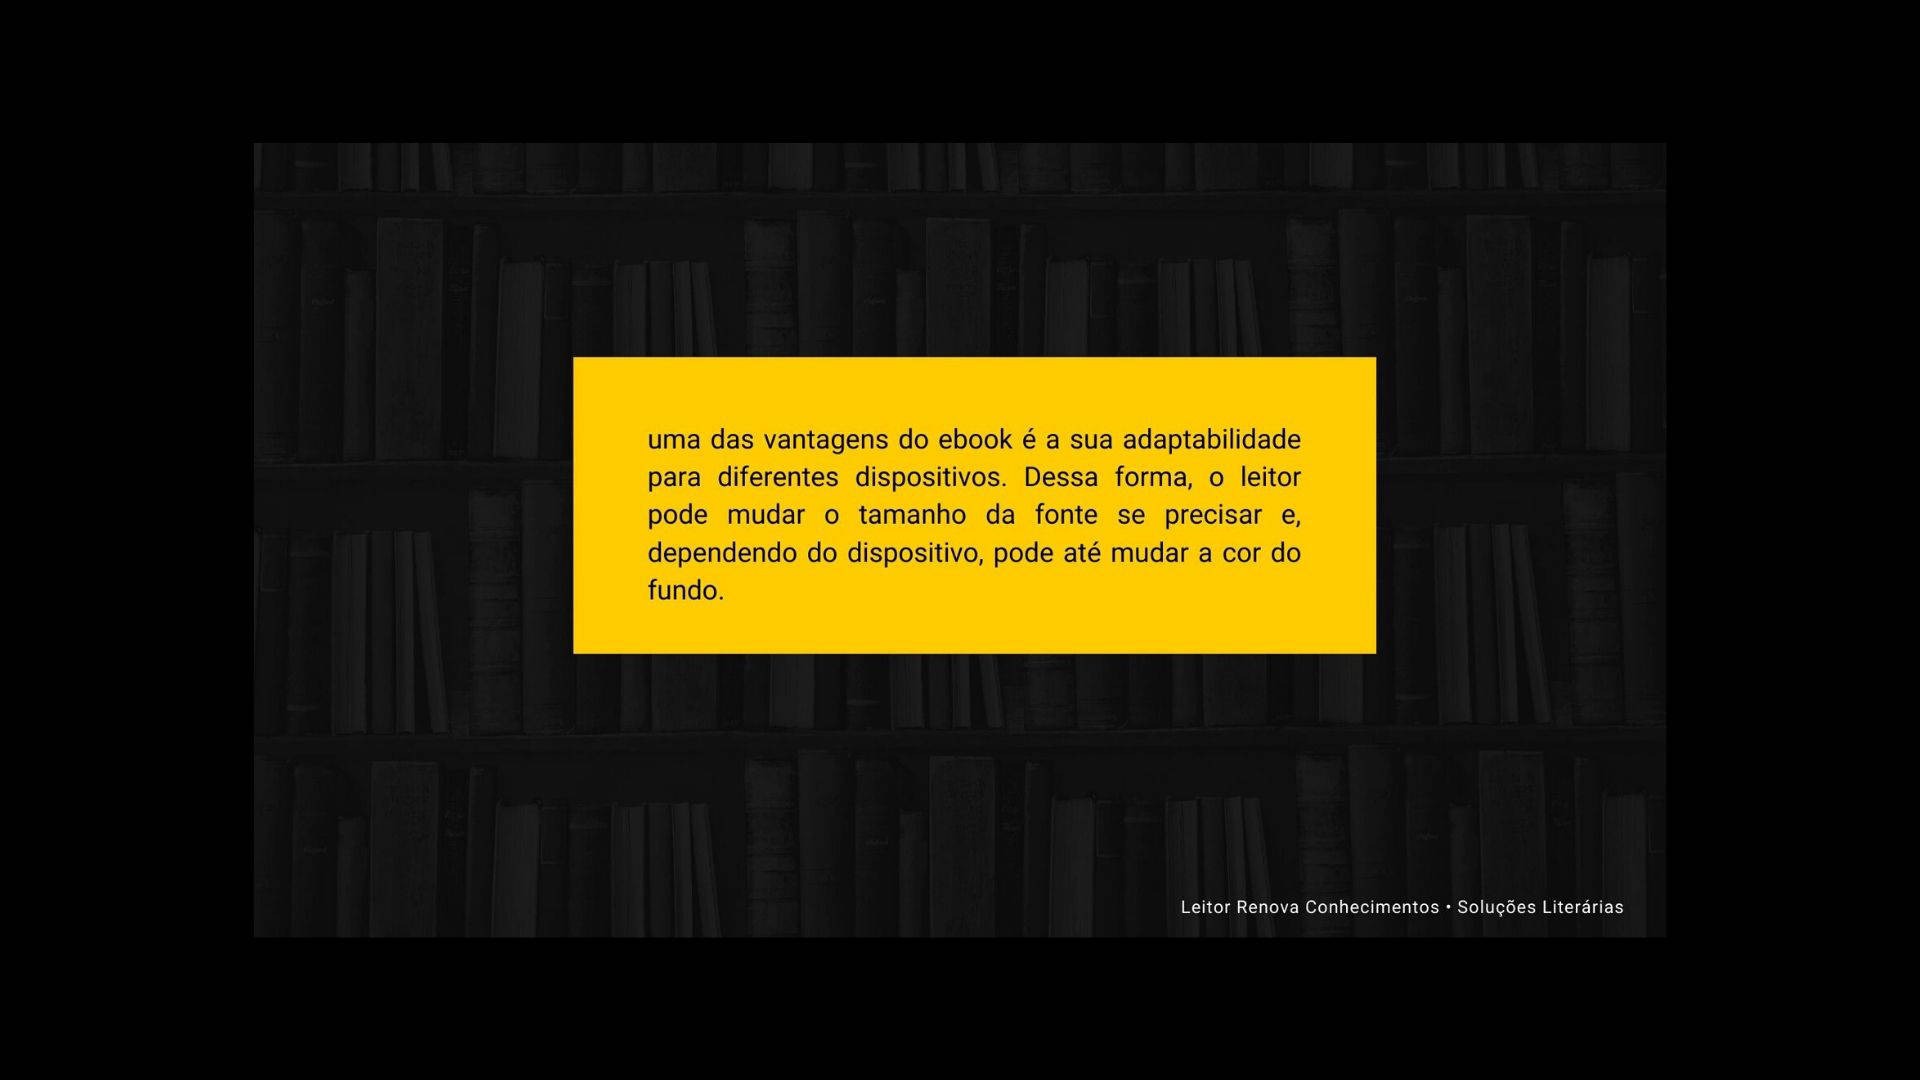 uma das vantagens do ebook é a sua adaptabilidade
para diferentes dispositivos. Dessa forma, o leitor
pode mudar o tamanho da fonte se precisar e,
dependendo do dispositivo, pode até mudar a cor do
fundo.
Leitor Renova Conhecimentos • Soluções Literárias